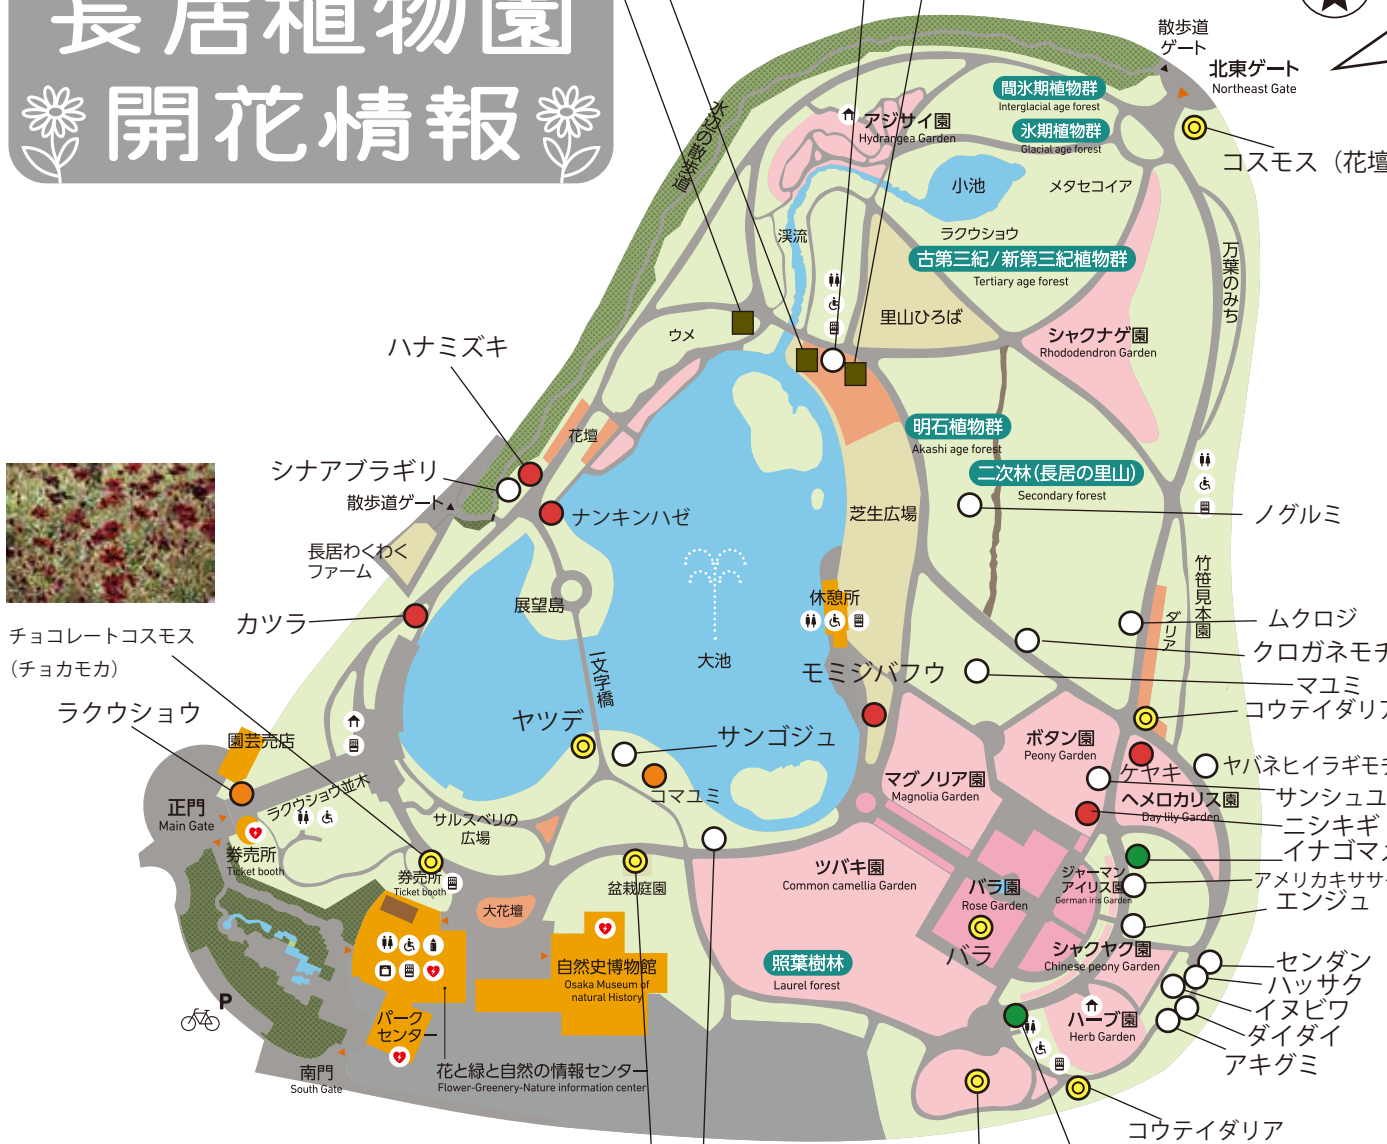 長居植物園
開花情報
散歩道
ゲート
北東ゲート
Northeast Gate
間氷期植物群
Interglacial age forest
氷期植物群
Glacial age forest
アジサイ園
Hydrangea Garden
コスモス（花壇
水辺の散歩道
小池
メタセコイア
渓流
ラクウショウ
古第三紀/新第三紀植物群
Tertiary age forest
万葉のみち
里山ひろば
ウメ
シャクナゲ園
Rhododendron Garden
ハナミズキ
花壇
明石植物群
Akashi age forest
二次林(長居の里山)
Secondary forest
シナアブラギリ
散歩道ゲート
ナンキンハゼ
芝生広場
ノグルミ
長居わくわく
ファーム
竹笹見本園
展望島
休憩所
ダリア
ムクロジ
カツラ
チョコレートコスモス
（チョカモカ）
大池
一文字橋
クロガネモチ
モミジバフウ
マユミ
ラクウショウ
コウテイダリア
ヤツデ
サンゴジュ
園芸売店
ボタン園
Peony Garden
ケヤキ
ヤバネヒイラギモチ
マグノリア園
Magnolia Garden
コマユミ
サンシュユ
ラクウショウ並木
ヘメロカリス園
Day lily Garden
正門
Main Gate
サルスベリの
広場
ニシキギ
イナゴマメ
券売所
Ticket booth
券売所
Ticket booth
盆栽庭園
ツバキ園
Common camellia Garden
バラ園
Rose Garden
ジャーマン
アイリス園
German iris Garden
アメリカキササゲ
エンジュ
大花壇
バラ
シャクヤク園
Chinese peony Garden
自然史博物館
Osaka Museum of
natural History
照葉樹林
Laurel forest
センダン
ハッサク
イヌビワ
ダイダイ
アキグミ
P
パーク
センター
ハーブ園
Herb Garden
南門
South Gate
花と緑と自然の情報センター
Flower-Greenery-Nature information center
コウテイダリア